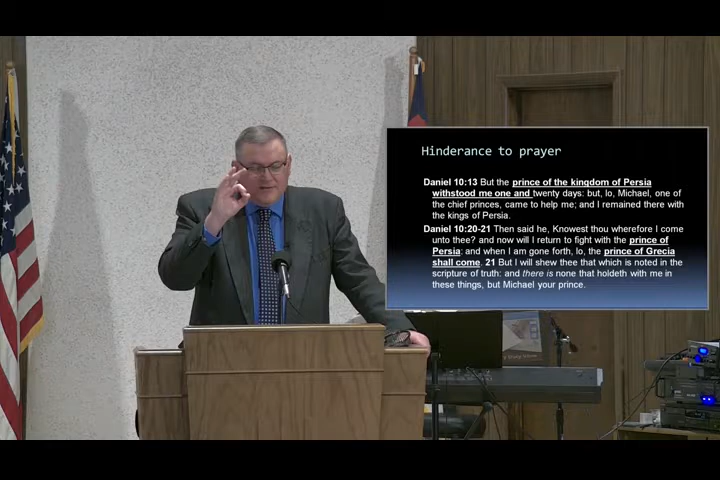 Hinderance to prayer
Daniel 10:13 But the prince of the kingdom of Persia
withstood me one and twenty days: but, lo, Michael, one of
the chief princes, came to help me; and I remained there with
the kings of Persia.
Daniel 10:20-21 Then said he, Knowest thou wherefore I come
unto thee? and now will I return to fight with the prince of
Persia: and when I am gone forth, lo, the prince of Grecia
shall come. 21 But I will shew thee that which is noted in the
scripture of truth: and there is none that holdeth with me in
these things, but Michael your prince.